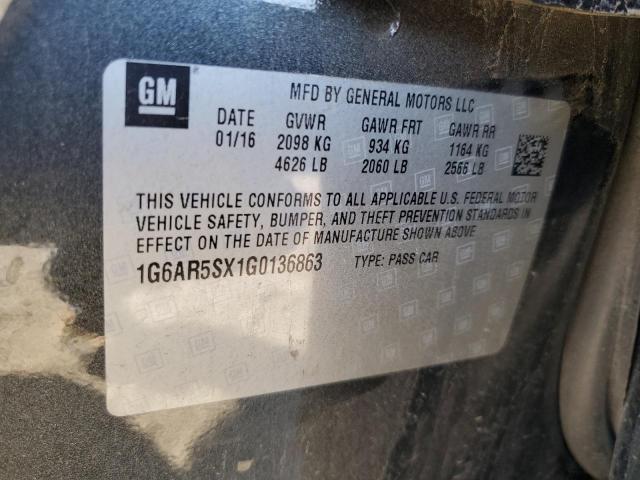 GM
MFD BY GENERAL MOTORS LLC
DATE GVWR GAWR FRT GAWR RR
01/16 2098 KG 934 KG 1164 KG
4626 LB 2060 LB 2566 LB
THIS VEHICLE CONFORMS TO ALL APPLICABLE U.S. FEDERAL MOTOR
VEHICLE SAFETY, BUMPER, AND THEFT PREVENTION STANDARDS IN
EFFECT ON THE DATE OF MANUFACTURE SHOWN ABOVE
1G6AR5SX1G0136863 TYPE: PASS CAR